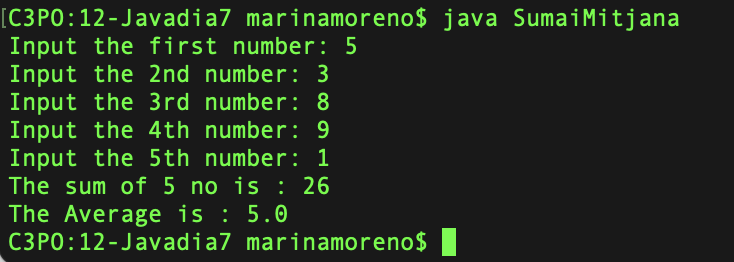 [C3PO:12-Javadia7 marinamoreno$ java SumaiMitjana
Input the first number: 5
Input the 2nd number: 3
Input the 3rd number: 8
Input the 4th number: 9
Input the 5th number: 1
The sum of 5 no is : 26
The Average is : 5.0
C3PO:12-Javadia7 marinamoreno$